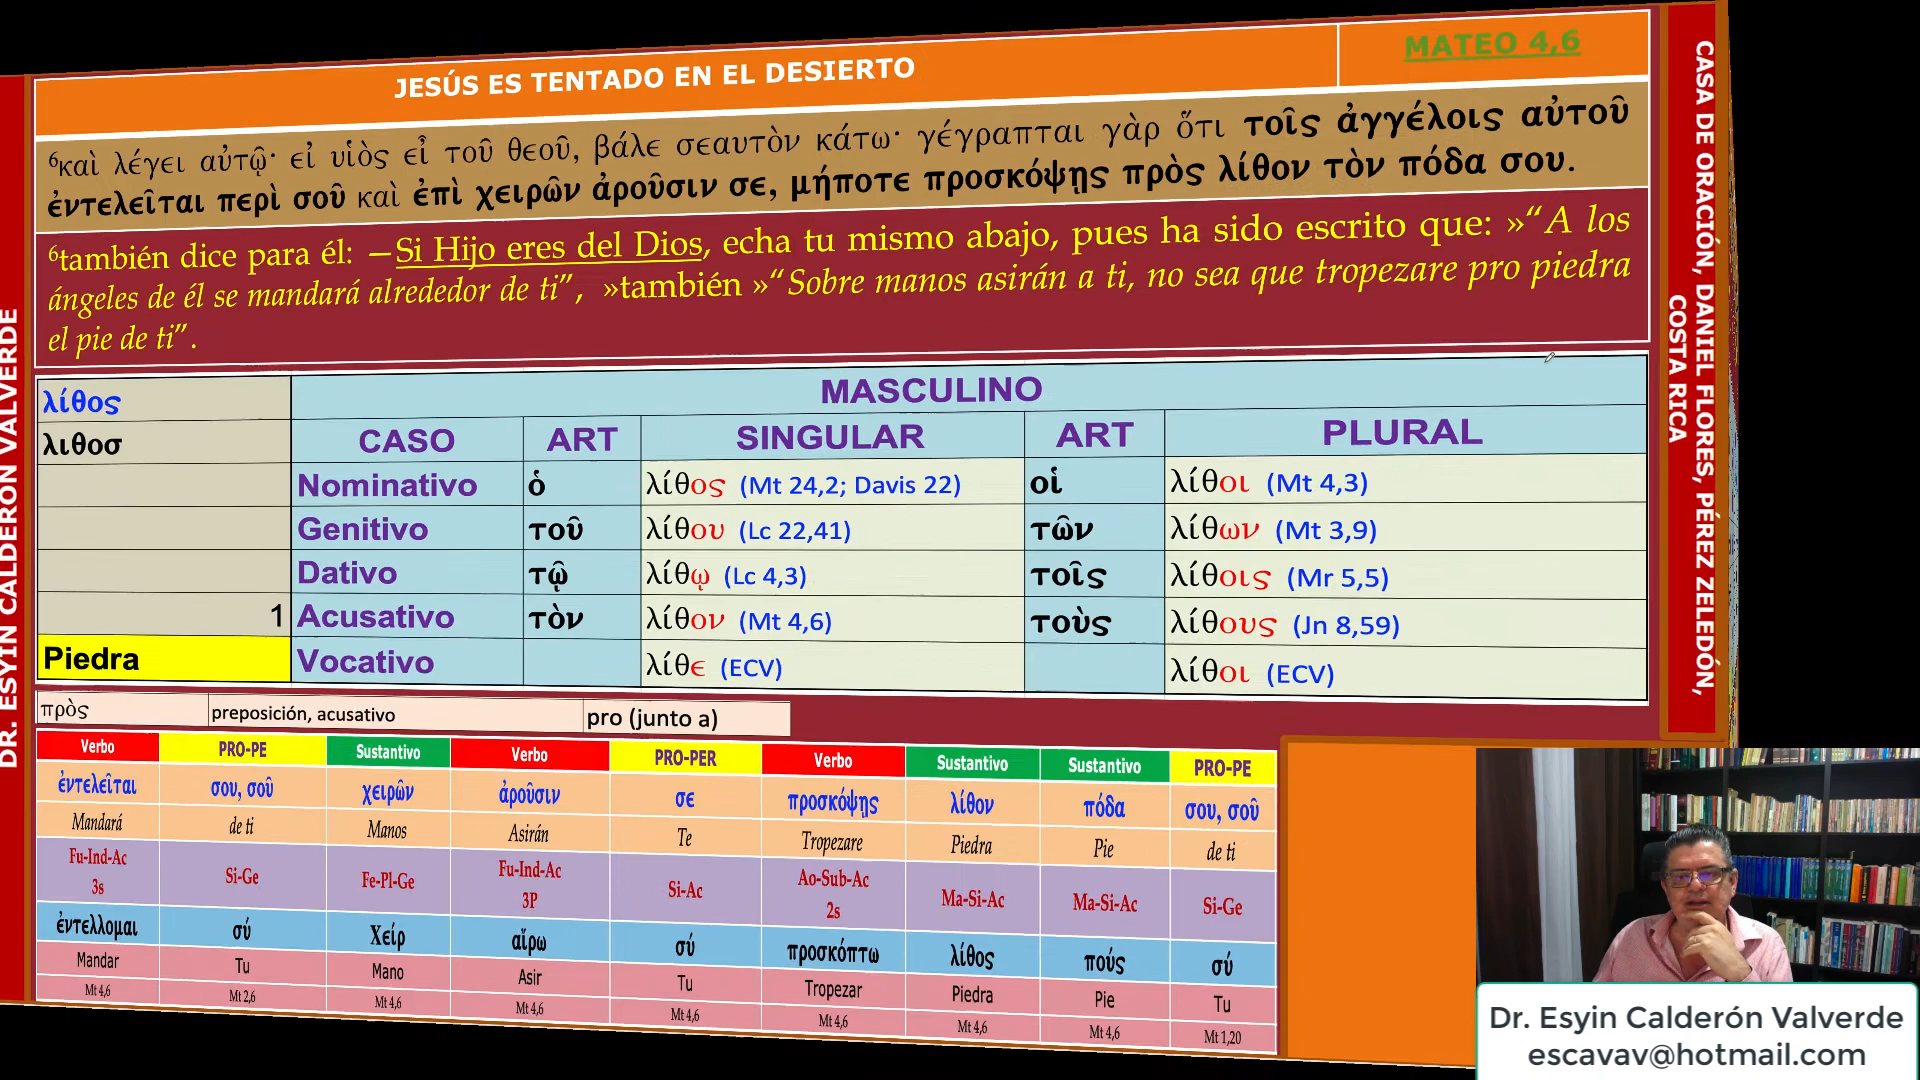 JESÚS ES TENTADO EN EL DESIERTO
MATEO 4,6
⁶καὶ λέγει αὐτῷ· εἰ υἱὸς εἶ τοῦ θεοῦ, βάλε σεαυτὸν κάτω· γέγραπται γὰρ ὅτι τοῖς ἀγγέλοις αὐτοῦ
ἐντελεῖται περὶ σοῦ καὶ ἐπὶ χειρῶν ἀροῦσιν σε, μήποτε προσκόψῃς πρὸς λίθον τὸν πόδα σου.
⁶también dice para él: —Si Hijo eres del Dios, echa tu mismo abajo, pues ha sido escrito que: »“A los
ángeles de él se mandará alrededor de ti”, »también »“Sobre manos asirán a ti, no sea que tropezare pro piedra
el pie de ti”.
λίθος MASCULINO
λιθοσ CASO ART SINGULAR ART PLURAL
Nominativo ὁ λίθος (Mt 24,2; Davis 22) οἱ λίθοι (Mt 4,3)
Genitivo τοῦ λίθου (Lc 22,41) τῶν λίθων (Mt 3,9)
Dativo τῷ λίθῳ (Lc 4,3) τοῖς λίθοις (Mr 5,5)
1 Acusativo τὸν λίθον (Mt 4,6) τοὺς λίθους (Jn 8,59)
Piedra Vocativo λίθε (ECV) λίθοι (ECV)
πρὸς preposición, acusativo pro (junto a)
Verbo PRO-PE Sustantivo Verbo PRO-PER Verbo Sustantivo Sustantivo PRO-PE
ἐντελεῖται σου, σοῦ χειρῶν ἀροῦσιν σε προσκόψῃς λίθον πόδα σου, σοῦ
Mandará de ti Manos Asirán Te Tropezare Piedra Pie de ti
Fu-Ind-Ac 3s Si-Ge Fe-Pl-Ge Fu-Ind-Ac 3P Si-Ac Ao-Sub-Ac 2s Ma-Si-Ac Ma-Si-Ac Si-Ge
ἐντελλομαι σύ Χείρ αἴρω σύ προσκόπτω λίθος πούς σύ
Mandar Tu Mano Asir Tu Tropezar Piedra Pie Tu
Mt 4,6 Mt 2,6 Mt 4,6 Mt 4,6 Mt 4,6 Mt 4,6 Mt 4,6 Mt 4,6 Mt 1,20
DR. ESYIN CALDERÓN VALVERDE
CASA DE ORACIÓN, DANIEL FLORES, PÉREZ ZELEDÓN,
COSTA RICA
Dr. Esyin Calderón Valverde
escavav@hotmail.com